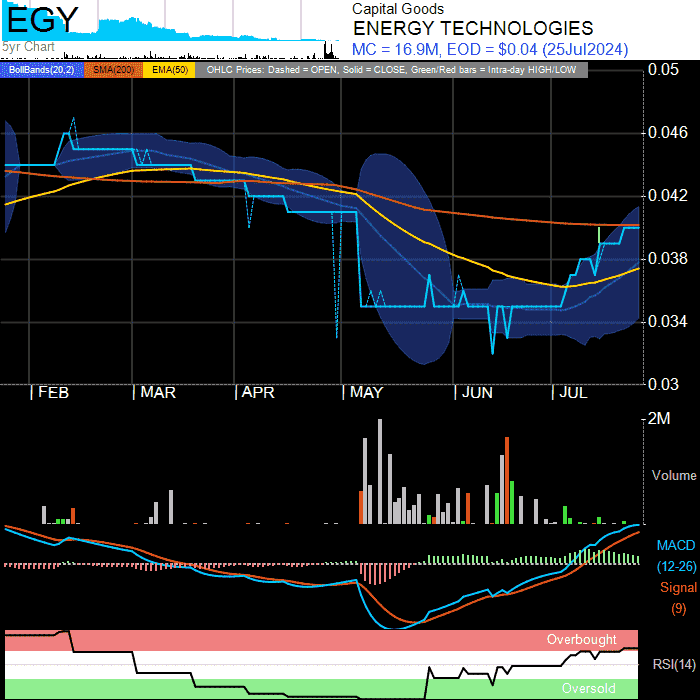 EGY
5yr Chart
Capital Goods
ENERGY TECHNOLOGIES
MC = 16.9M, EOD = $0.04 (25Jul2024)
BollBands(20,2) SMA(200) EMA(50) OHLC Prices: Dashed = OPEN, Solid = CLOSE, Green/Red bars = Intra-day HIGH/LOW
0.05
0.046
0.042
0.038
0.034
0.03
| FEB | MAR | APR | MAY | JUN | JUL
2M
Volume
MACD
(12-26)
Signal
(9)
Overbought
RSI(14)
Oversold